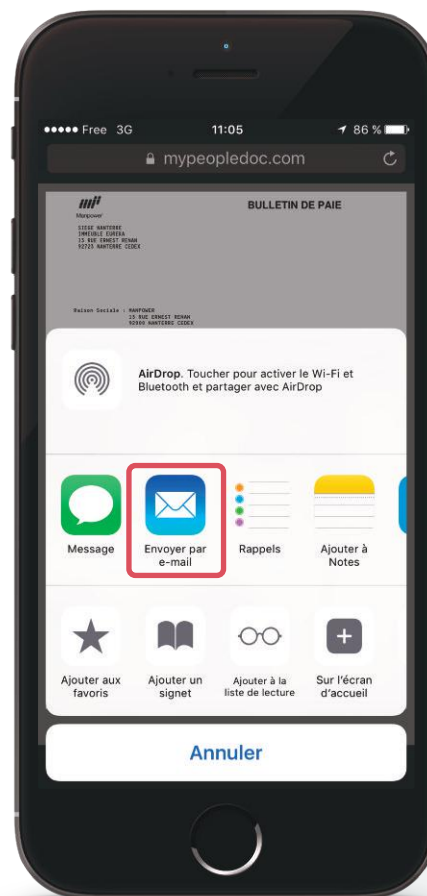 Free 3G 11:05 86 %
mypeopledoc.com
Manpower
BULLETIN DE PAIE
SIEGE NANTERRE
IMMEUBLE EUREKA
13 RUE ERNEST RENAN
92723 NANTERRE CEDEX
Raison Sociale : MANPOWER
13 RUE ERNEST RENAN
92000 NANTERRE CEDEX
AirDrop. Toucher pour activer le Wi-Fi et
Bluetooth et partager avec AirDrop
Message
Envoyer par
e-mail
Rappels
Ajouter à
Notes
Ajouter aux
favoris
Ajouter un
signet
Ajouter à la
liste de lecture
Sur l'écran
d'accueil
Annuler